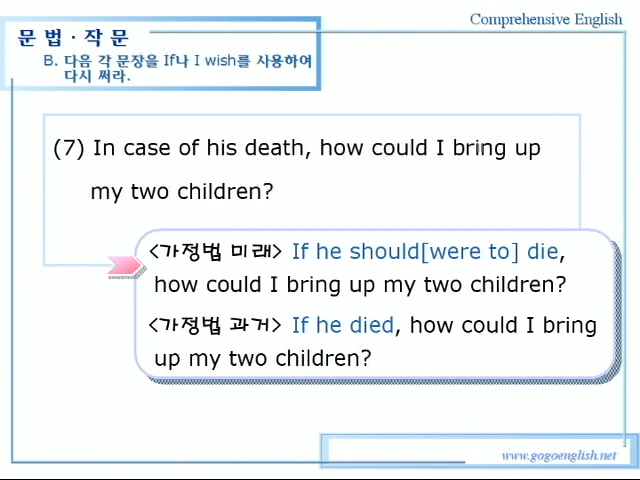 Comprehensive English
문 법 · 작 문
B. 다음 각 문장을 If나 I wish를 사용하여
다시 써라.
(7) In case of his death, how could I bring up
my two children?
<가정법 미래> If he should[were to] die,
how could I bring up my two children?
<가정법 과거> If he died, how could I bring
up my two children?
www.gogoenglish.net